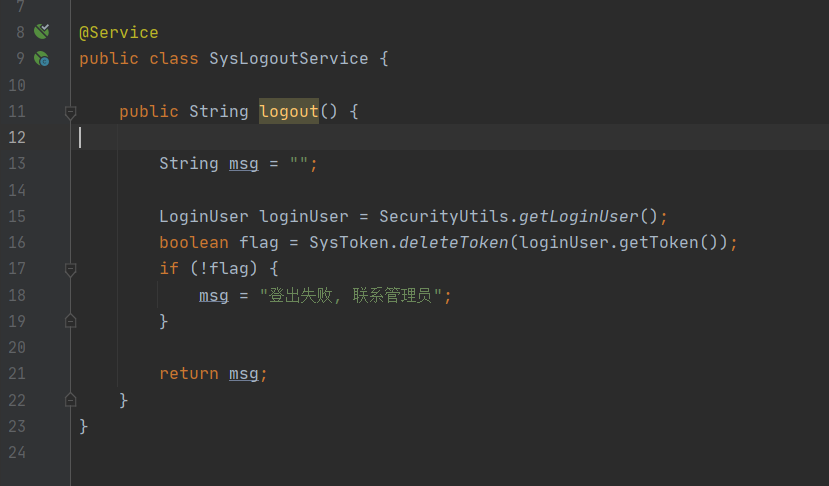 7
8 @Service
9 public class SysLogoutService {
10
11 public String logout() {
12
13 String msg = "";
14
15 LoginUser loginUser = SecurityUtils.getLoginUser();
16 boolean flag = SysToken.deleteToken(loginUser.getToken());
17 if (!flag) {
18 msg = "登出失败, 联系管理员";
19 }
20
21 return msg;
22 }
23 }
24